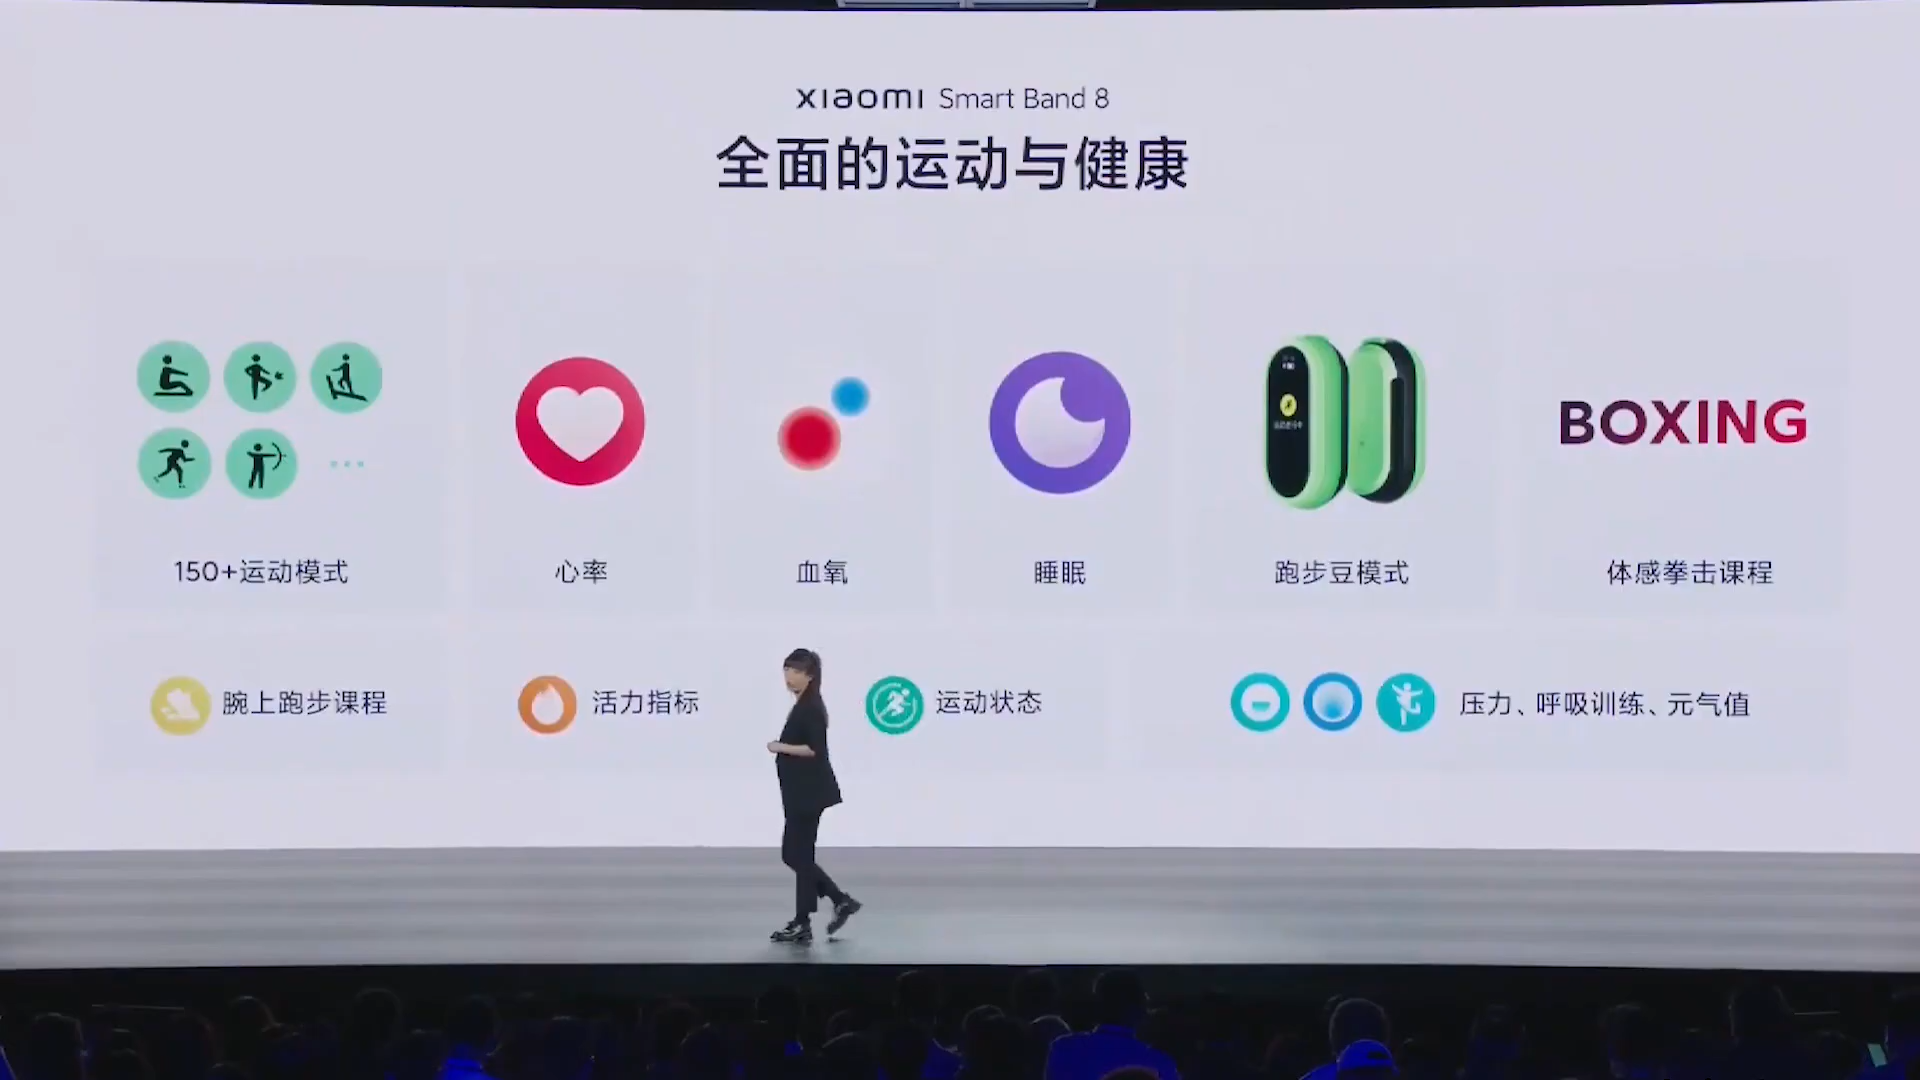 xiaomi Smart Band 8
全面的运动与健康
BOXING
150+运动模式
心率
血氧
睡眠
跑步豆模式
体感拳击课程
腕上跑步课程
活力指标
运动状态
压力、呼吸训练、元气值